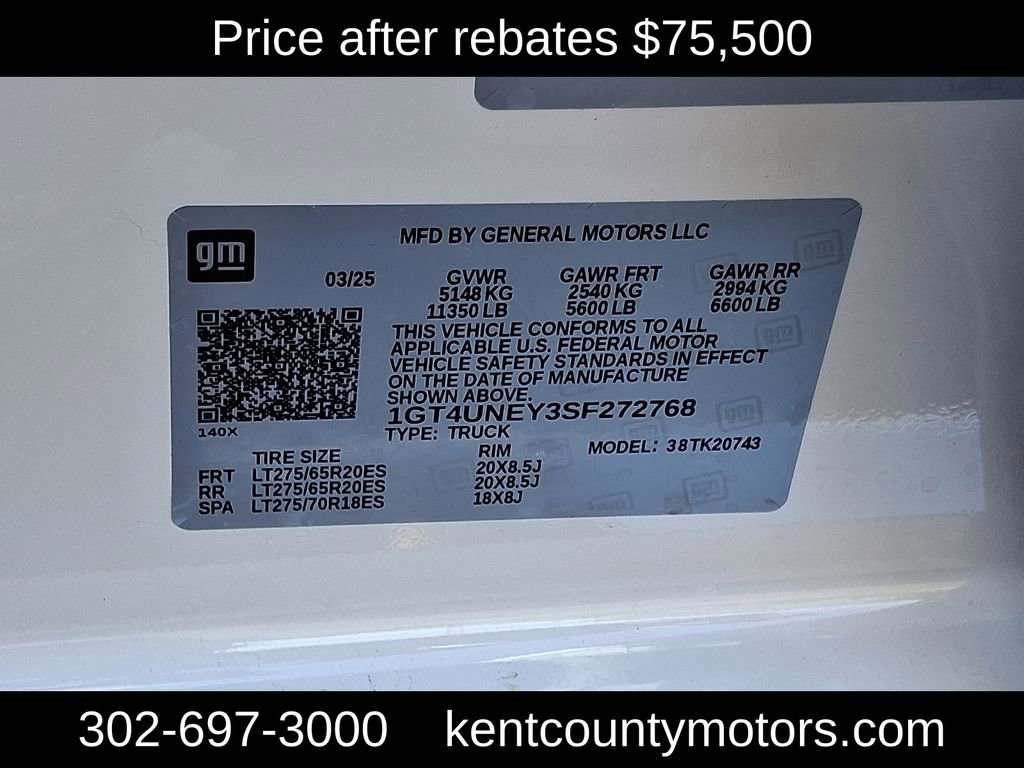 Price after rebates $75,500
gm
MFD BY GENERAL MOTORS LLC
03/25 GVWR GAWR FRT GAWR RR
5148 KG 2540 KG 2994 KG
11350 LB 5600 LB 6600 LB
THIS VEHICLE CONFORMS TO ALL
APPLICABLE U.S. FEDERAL MOTOR
VEHICLE SAFETY STANDARDS IN EFFECT
ON THE DATE OF MANUFACTURE
SHOWN ABOVE.
1GT4UNEY3SF272768
140X
TYPE: TRUCK
MODEL: 38TK20743
TIRE SIZE RIM
FRT LT275/65R20ES 20X8.5J
RR LT275/65R20ES 20X8.5J
SPA LT275/70R18ES 18X8J
302-697-3000 kentcountymotors.com